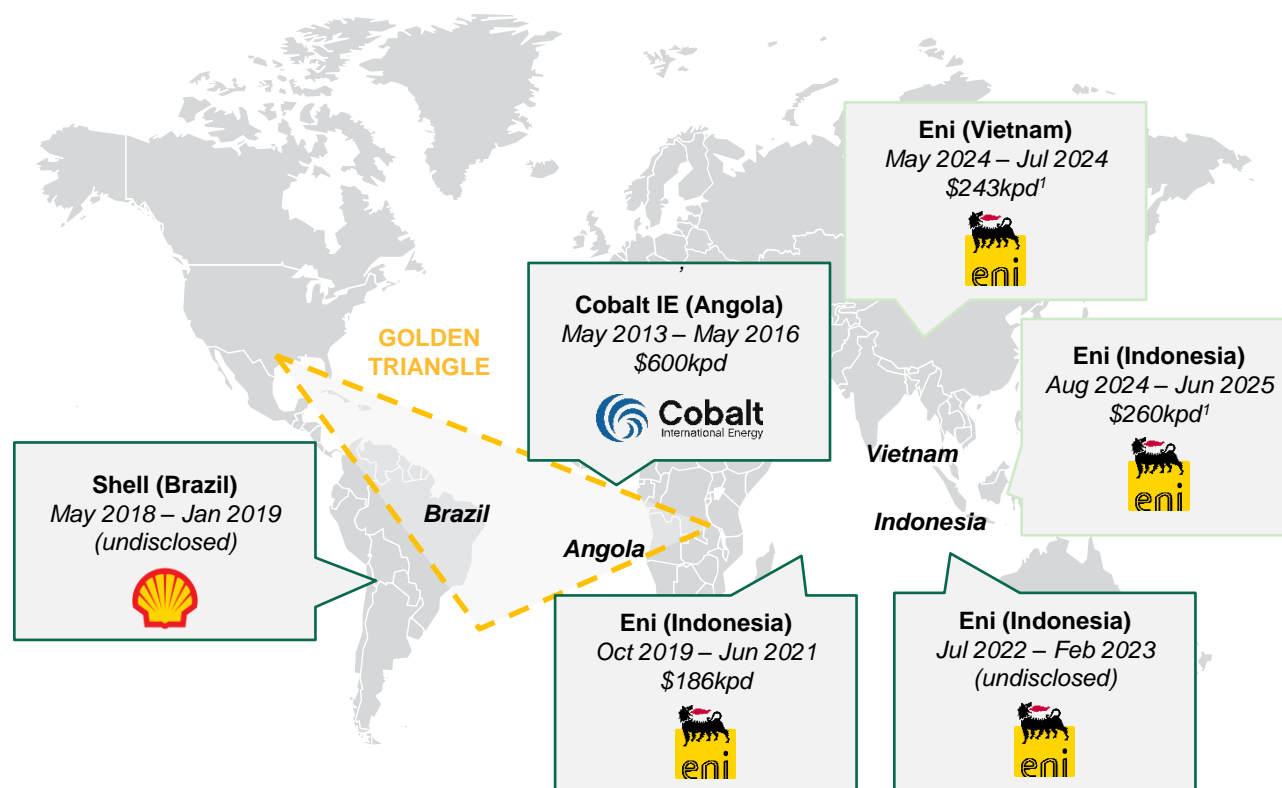 Eni (Vietnam)
May 2024 – Jul 2024
$243kpd1
eni
,
Cobalt IE (Angola)
May 2013 – May 2016
$600kpd
Cobalt
International Energy
GOLDEN
TRIANGLE
Eni (Indonesia)
Aug 2024 – Jun 2025
$260kpd1
eni
Vietnam
Indonesia
Shell (Brazil)
May 2018 – Jan 2019
(undisclosed)
Brazil
Angola
Eni (Indonesia)
Oct 2019 – Jun 2021
$186kpd
eni
Eni (Indonesia)
Jul 2022 – Feb 2023
(undisclosed)
eni